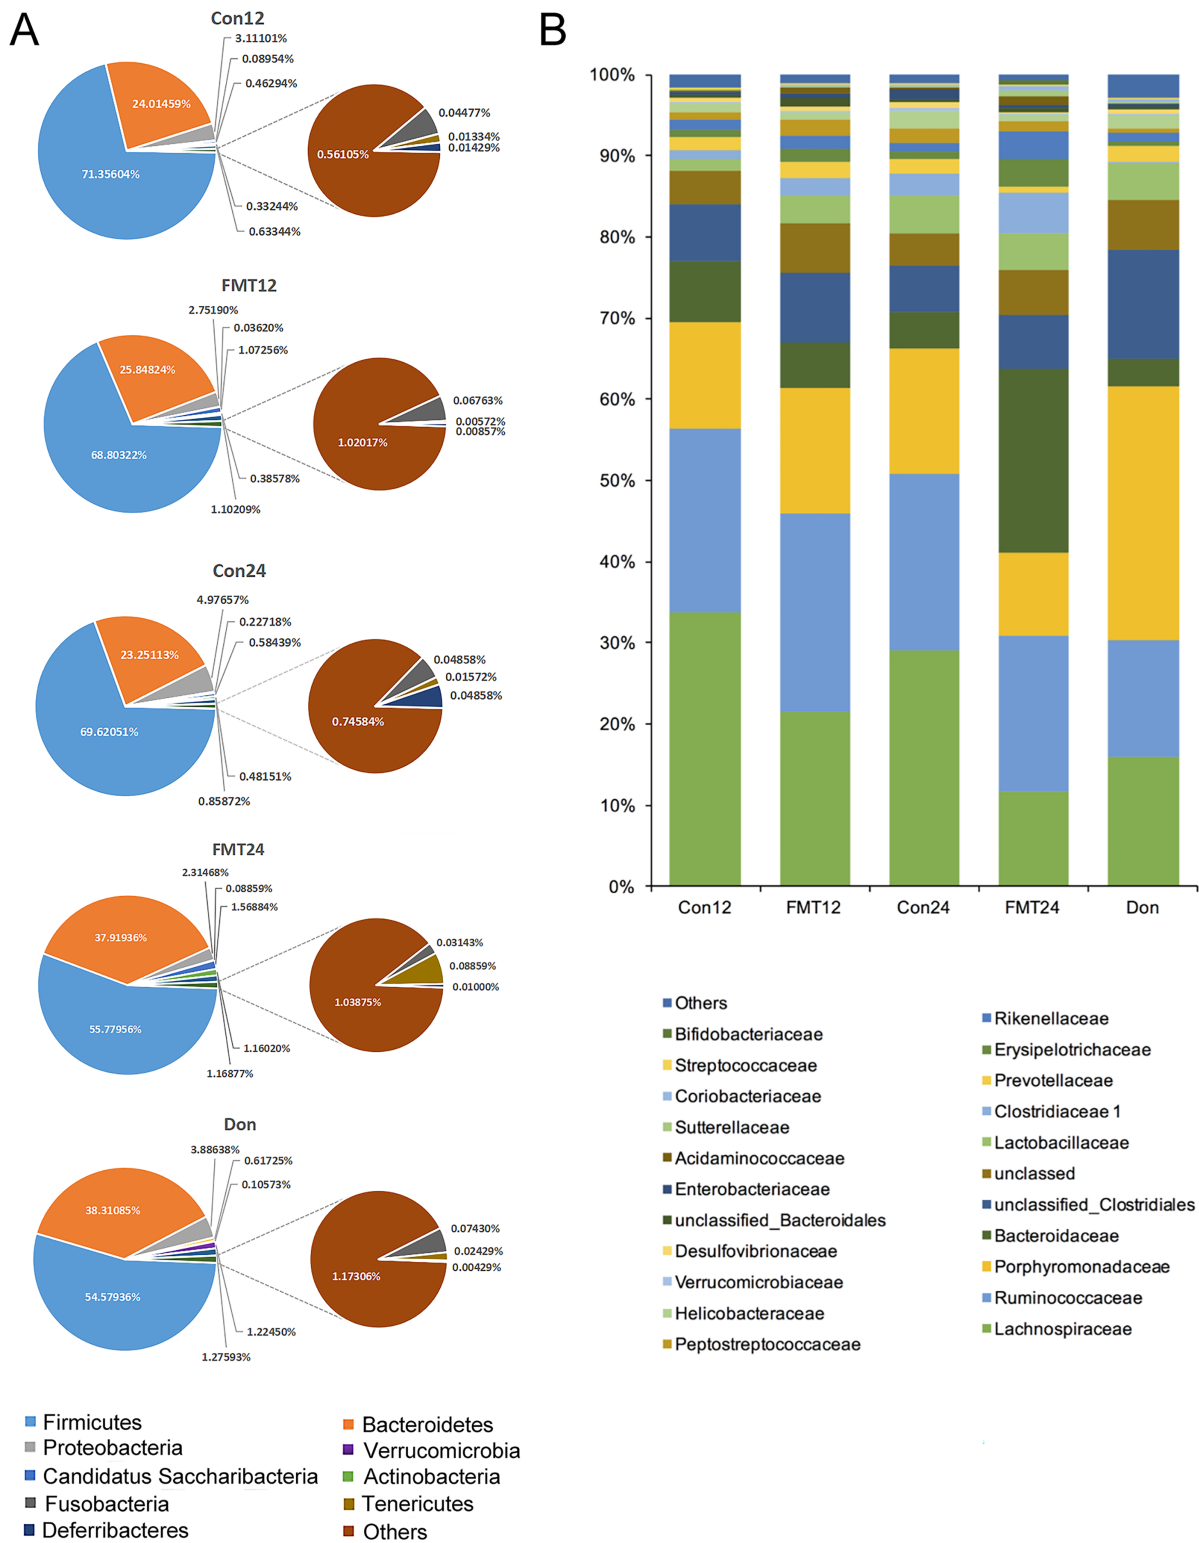 A
Con12
3.11101%
0.08954%
0.46294%
24.01459%
71.35604%
0.33244%
0.63344%
0.56105%
0.04477%
0.01334%
0.01429%
FMT12
2.75190%
0.03620%
1.07256%
25.84824%
68.80322%
0.38578%
1.10209%
1.02017%
0.06763%
0.00572%
0.00857%
Con24
4.97657%
0.22718%
0.58439%
23.25113%
69.62051%
0.48151%
0.85872%
0.74584%
0.04858%
0.01572%
0.04858%
FMT24
2.31468%
0.08859%
1.56884%
37.91936%
55.77956%
1.16020%
1.16877%
1.03875%
0.03143%
0.08859%
0.01000%
Don
3.88638%
0.61725%
0.10573%
38.31085%
54.57936%
1.22450%
1.27593%
1.17306%
0.07430%
0.02429%
0.00429%
Firmicutes
Proteobacteria
Candidatus Saccharibacteria
Fusobacteria
Deferribacteres
Bacteroidetes
Verrucomicrobia
Actinobacteria
Tenericutes
Others
B
100%
90%
80%
70%
60%
50%
40%
30%
20%
10%
0%
Con12
FMT12
Con24
FMT24
Don
Others
Bifidobacteriaceae
Streptococcaceae
Coriobacteriaceae
Sutterellaceae
Acidaminococcaceae
Enterobacteriaceae
unclassified_Bacteroidales
Desulfovibrionaceae
Verrucomicrobiaceae
Helicobacteraceae
Peptostreptococcaceae
Rikenellaceae
Erysipelotrichaceae
Prevotellaceae
Clostridiaceae 1
Lactobacillaceae
unclassed
unclassified_Clostridiales
Bacteroidaceae
Porphyromonadaceae
Ruminococcaceae
Lachnospiraceae